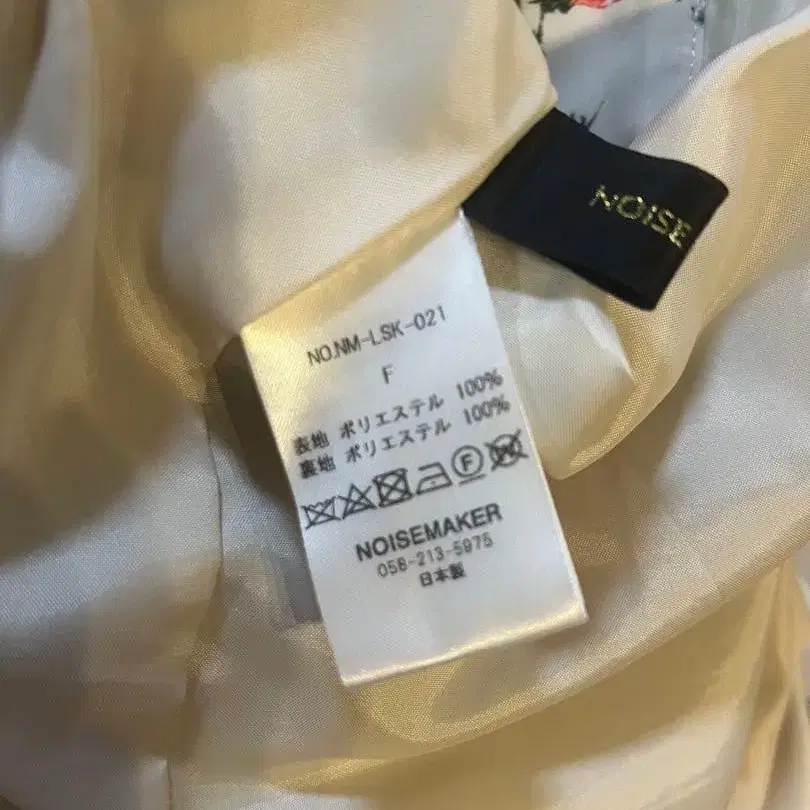 NOISE
NO.NM-LSK-021
F
表地 ポリエステル 100%
裏地 ポリエステル 100%
F
NOISEMAKER
058-213-5975
日本製